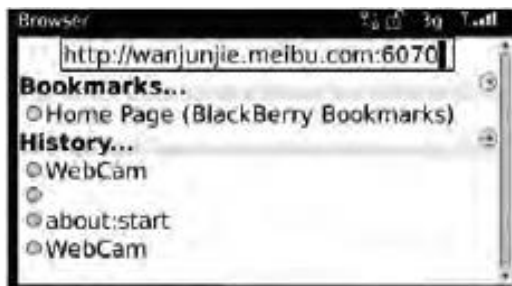 Browser 3g
http://wanjunjie.meibu.com:6070
Bookmarks...
Home Page (BlackBerry Bookmarks)
History...
WebCam
about:start
WebCam